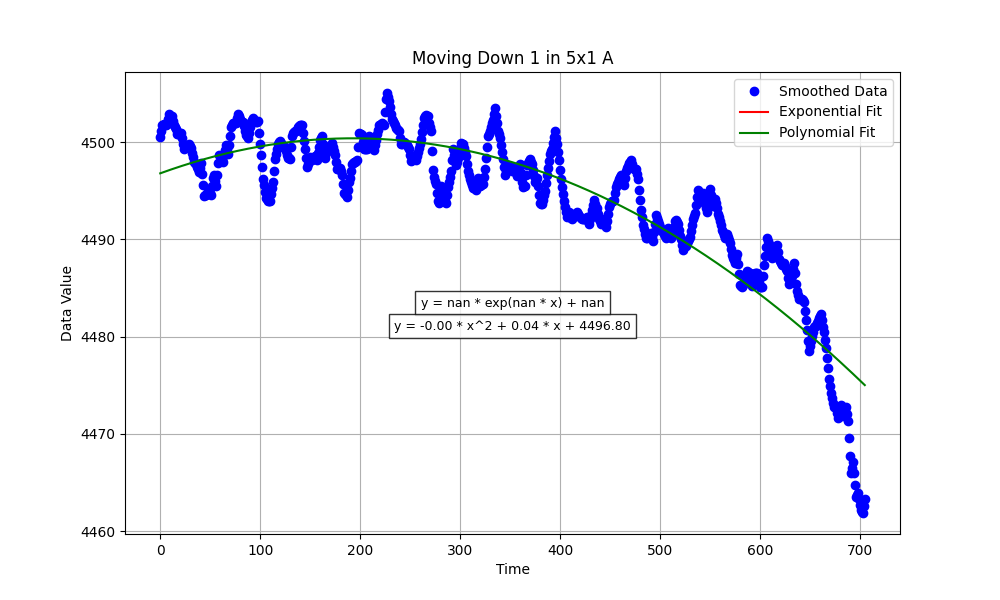 Moving Down 1 in 5x1 A
Smoothed Data
Exponential Fit
Polynomial Fit
4500
4490
4480
4470
4460
Data Value
y = nan * exp(nan * x) + nan
y = -0.00 * x^2 + 0.04 * x + 4496.80
0 100 200 300 400 500 600 700
Time